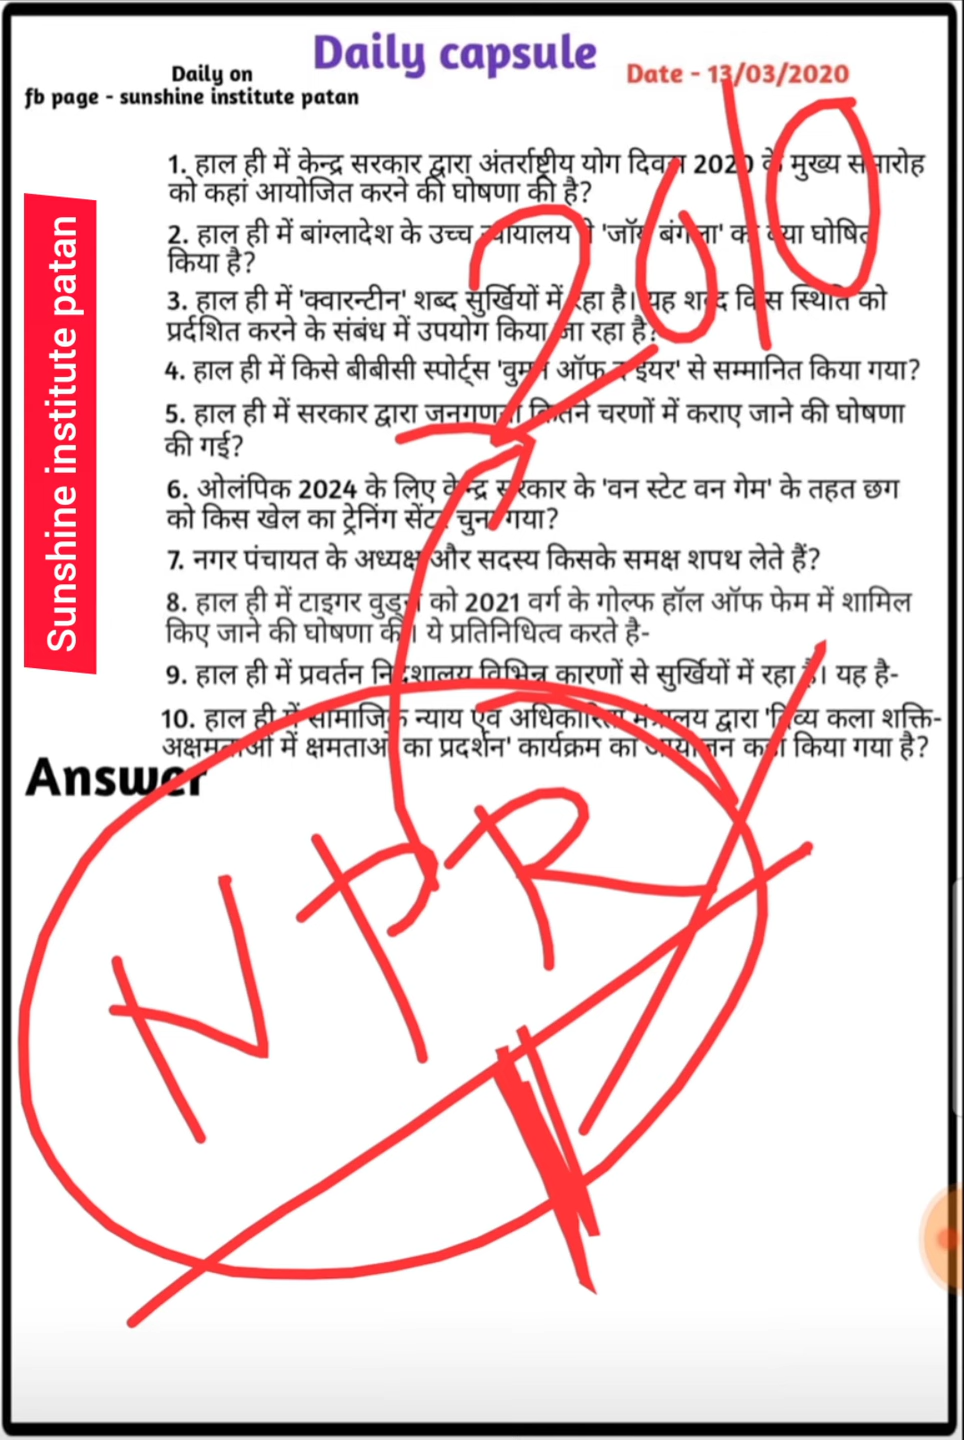 Daily capsule
Daily on
fb page - sunshine institute patan
Date - 13/03/2020
Sunshine institute patan
1. हाल ही में केन्द्र सरकार द्वारा अंतर्राष्ट्रीय योग दिवस 2020 के मुख्य समारोह
को कहां आयोजित करने की घोषणा की है?
2. हाल ही में बांग्लादेश के उच्च न्यायालय ने 'जॉय बंगला' को क्या घोषित
किया है?
3. हाल ही में 'क्वारन्टीन' शब्द सुर्खियों में रहा है। यह शब्द किस स्थिति को
प्रर्दशित करने के संबंध में उपयोग किया जा रहा है?
4. हाल ही में किसे बीबीसी स्पोर्ट्स 'वुमन ऑफ द ईयर' से सम्मानित किया गया?
5. हाल ही में सरकार द्वारा जनगणना कितने चरणों में कराए जाने की घोषणा
की गई?
6. ओलंपिक 2024 के लिए केन्द्र सरकार के 'वन स्टेट वन गेम' के तहत छग
को किस खेल का ट्रेनिंग सेंटर चुना गया?
7. नगर पंचायत के अध्यक्ष और सदस्य किसके समक्ष शपथ लेते हैं?
8. हाल ही में टाइगर वुड्स को 2021 वर्ग के गोल्फ हॉल ऑफ फेम में शामिल
किए जाने की घोषणा की। ये प्रतिनिधित्व करते है-
9. हाल ही में प्रवर्तन निदेशालय विभिन्न कारणों से सुर्खियों में रहा है। यह है-
10. हाल ही में सामाजिक न्याय एवं अधिकारिता मंत्रालय द्वारा 'दिव्य कला शक्ति-
अक्षमताओं में क्षमताओं का प्रदर्शन' कार्यक्रम का आयोजन कहां किया गया है?
Answer
2010
NPR